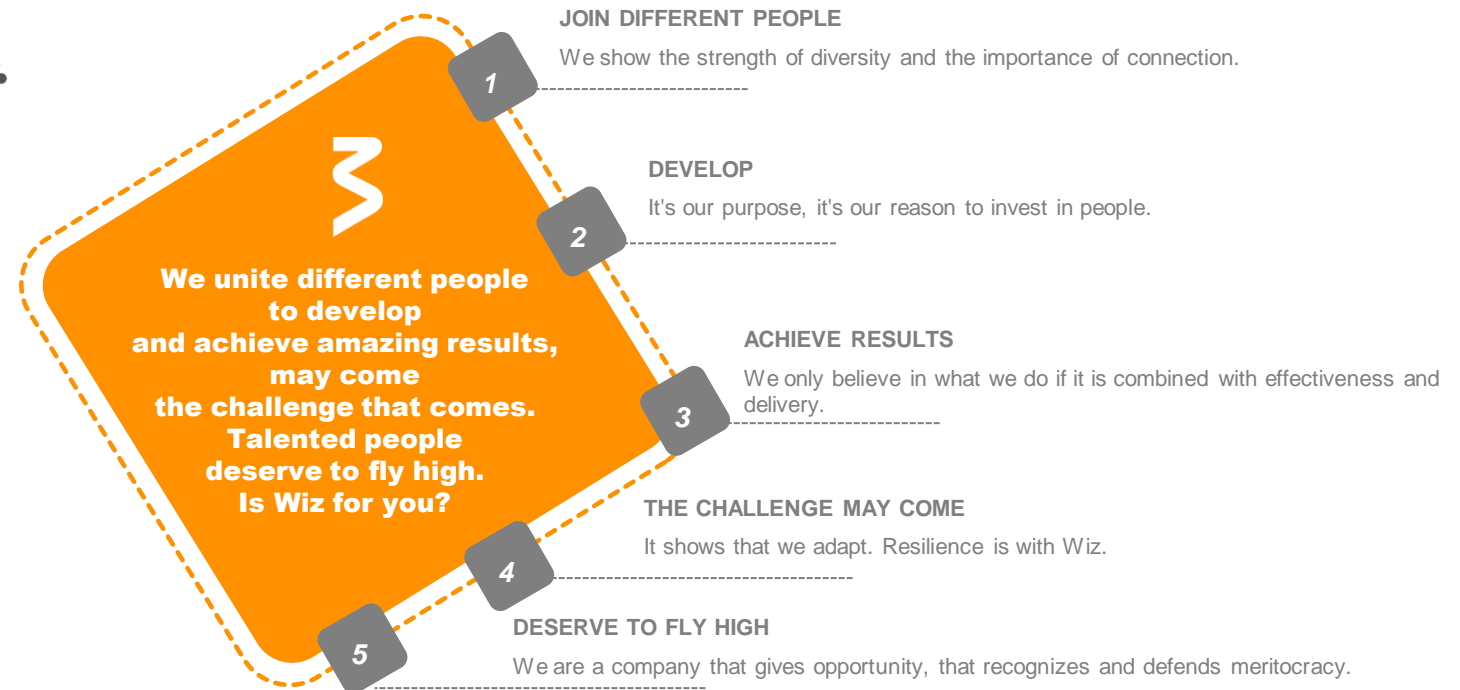 JOIN DIFFERENT PEOPLE
We show the strength of diversity and the importance of connection.
1
DEVELOP
It's our purpose, it's our reason to invest in people.
2
We unite different people
to develop
and achieve amazing results,
may come
the challenge that comes.
Talented people
deserve to fly high.
Is Wiz for you?
ACHIEVE RESULTS
We only believe in what we do if it is combined with effectiveness and
delivery.
3
THE CHALLENGE MAY COME
It shows that we adapt. Resilience is with Wiz.
4
DESERVE TO FLY HIGH
We are a company that gives opportunity, that recognizes and defends meritocracy.
5